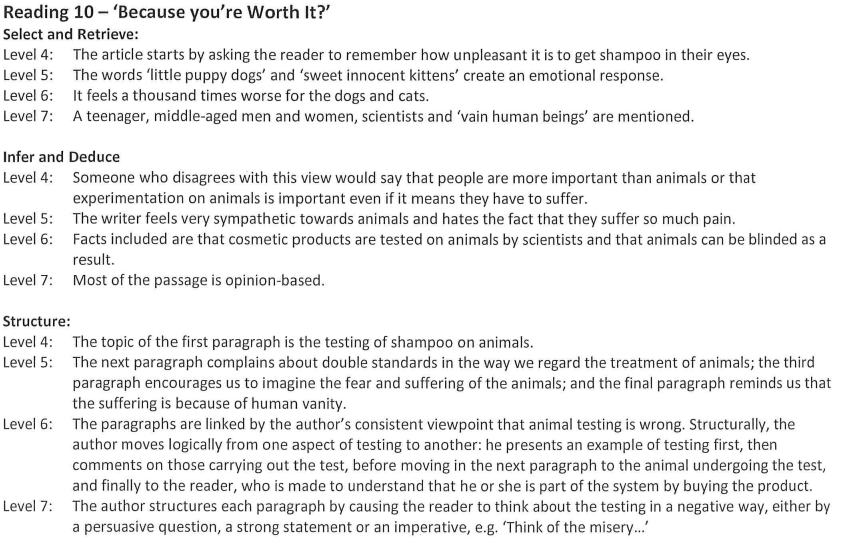 Reading 10 – ‘Because you’re Worth It?’
Select and Retrieve:
Level 4: The article starts by asking the reader to remember how unpleasant it is to get shampoo in their eyes.
Level 5: The words ‘little puppy dogs’ and ‘sweet innocent kittens’ create an emotional response.
Level 6: It feels a thousand times worse for the dogs and cats.
Level 7: A teenager, middle-aged men and women, scientists and ‘vain human beings’ are mentioned.
Infer and Deduce
Level 4: Someone who disagrees with this view would say that people are more important than animals or that
experimentation on animals is important even if it means they have to suffer.
Level 5: The writer feels very sympathetic towards animals and hates the fact that they suffer so much pain.
Level 6: Facts included are that cosmetic products are tested on animals by scientists and that animals can be blinded as a
result.
Level 7: Most of the passage is opinion-based.
Structure:
Level 4: The topic of the first paragraph is the testing of shampoo on animals.
Level 5: The next paragraph complains about double standards in the way we regard the treatment of animals; the third
paragraph encourages us to imagine the fear and suffering of the animals; and the final paragraph reminds us that
the suffering is because of human vanity.
Level 6: The paragraphs are linked by the author’s consistent viewpoint that animal testing is wrong. Structurally, the
author moves logically from one aspect of testing to another: he presents an example of testing first, then
comments on those carrying out the test, before moving in the next paragraph to the animal undergoing the test,
and finally to the reader, who is made to understand that he or she is part of the system by buying the product.
Level 7: The author structures each paragraph by causing the reader to think about the testing in a negative way, either by
a persuasive question, a strong statement or an imperative, e.g. ‘Think of the misery…’